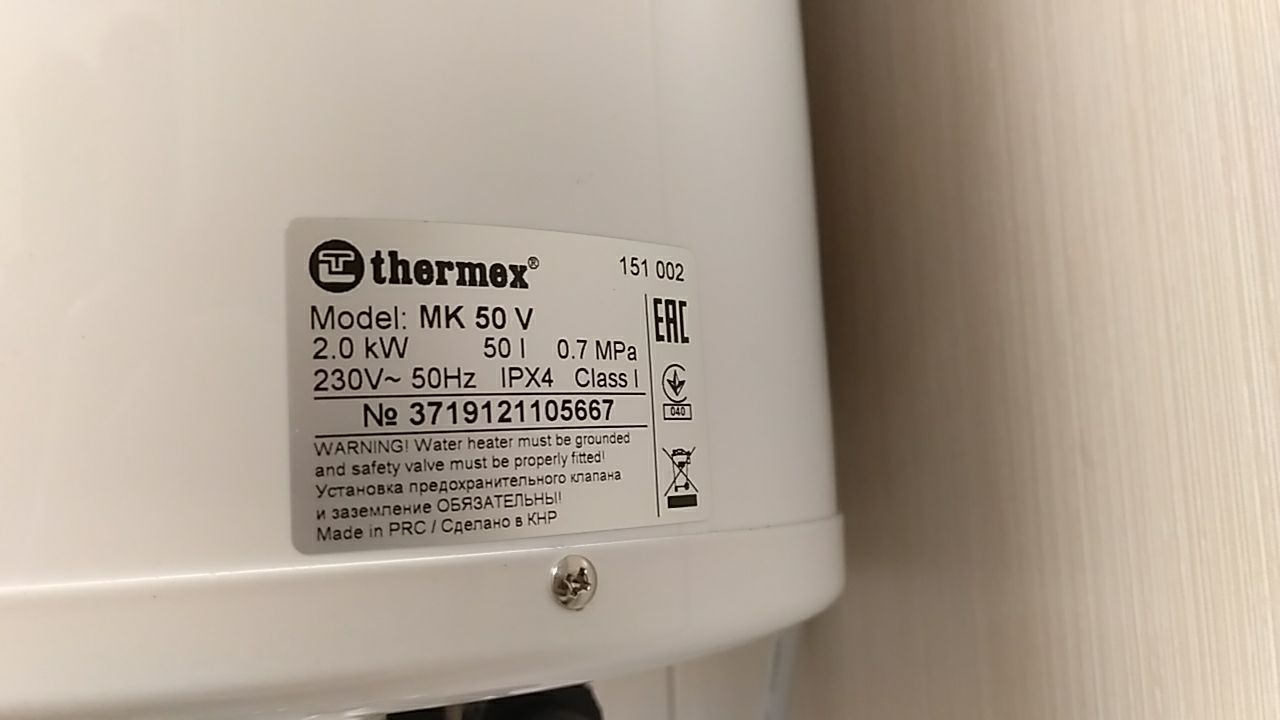 thermex® 151 002
Model: MK 50 V
2.0 kW 50 l 0.7 MPa
230V~ 50Hz IPX4 Class I
№ 3719121105667
WARNING! Water heater must be grounded
and safety valve must be properly fitted!
Установка предохранительного клапана
и заземление ОБЯЗАТЕЛЬНЫ!
Made in PRC / Сделано в КНР
EAC
040